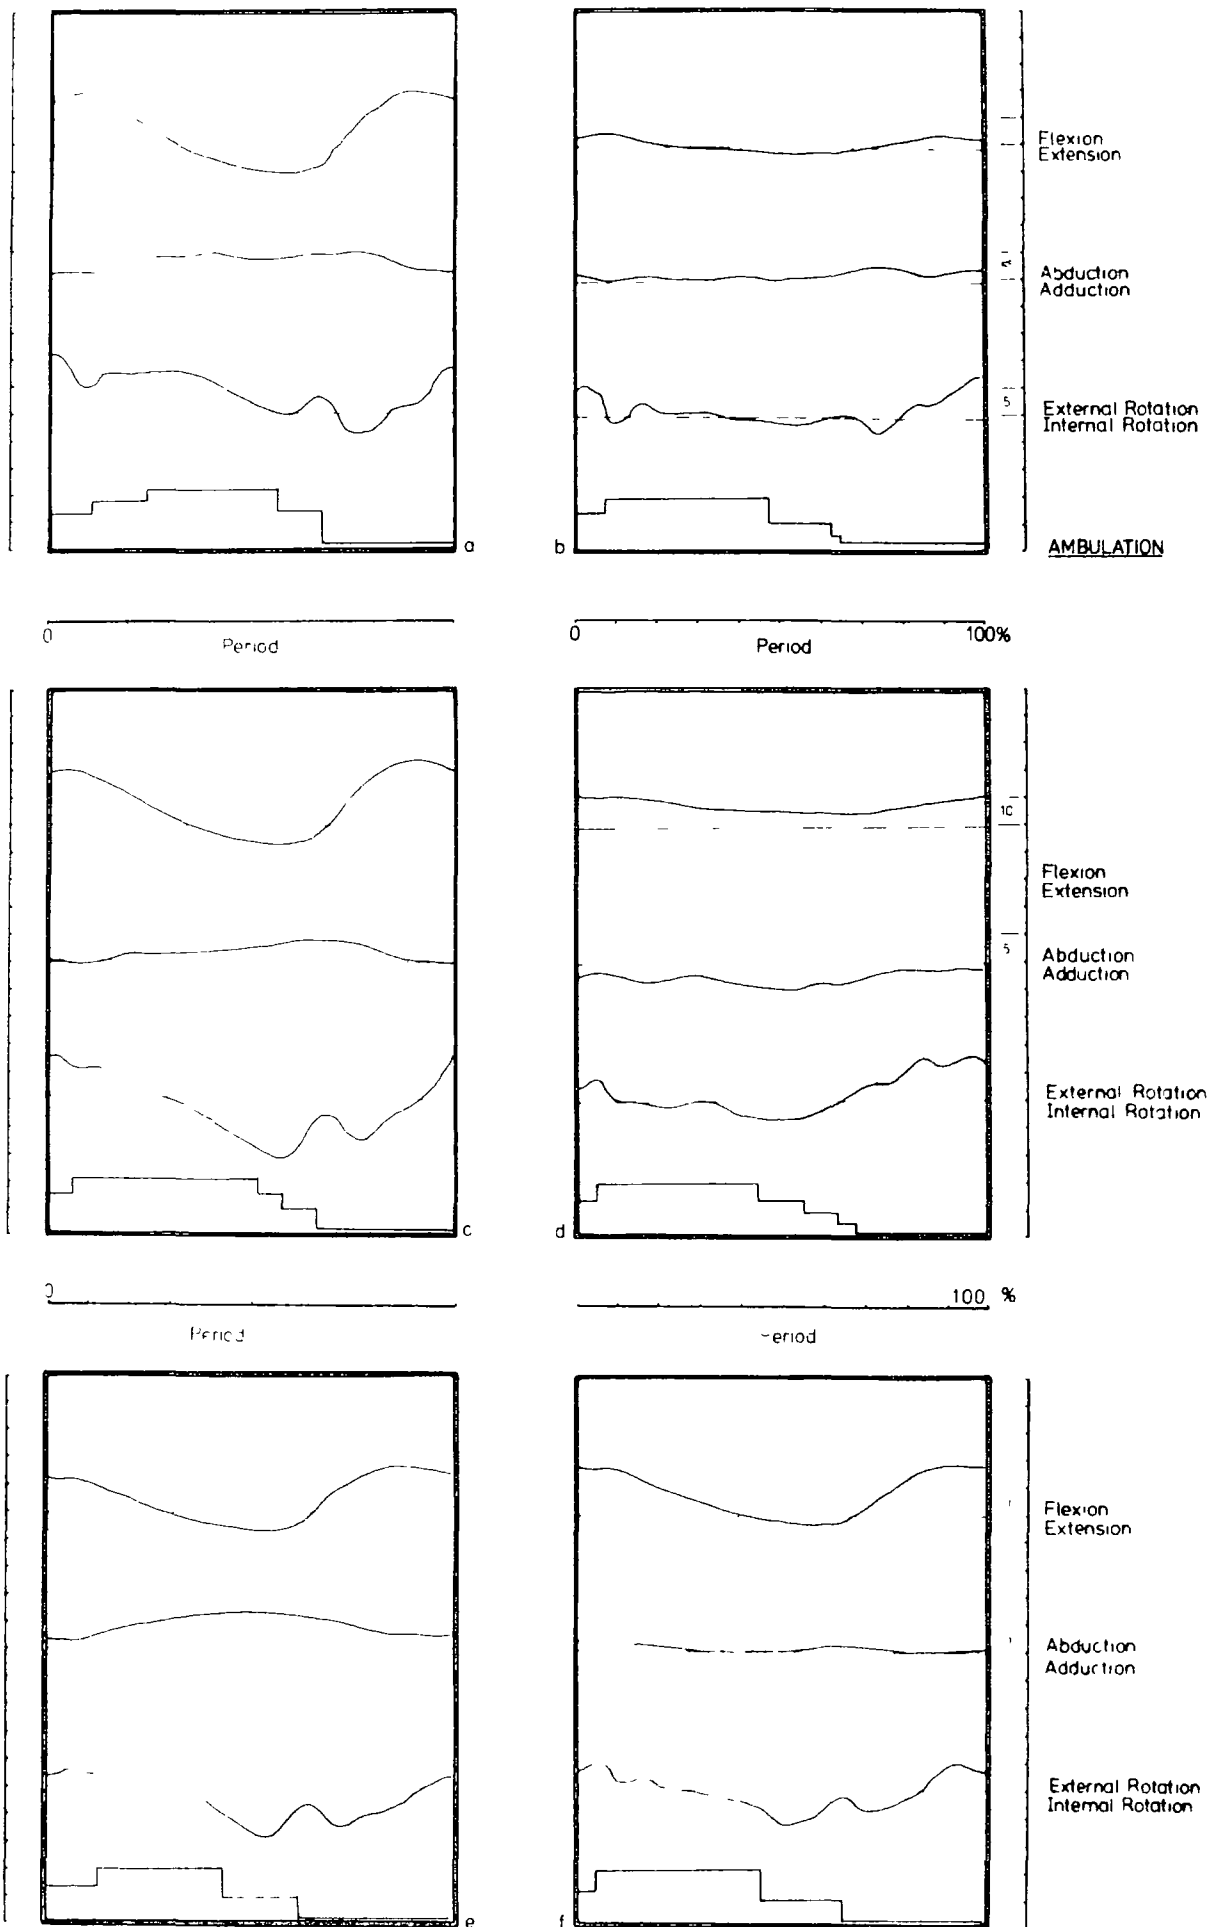 Flexion
Extension
Abduction
Adduction
5
External Rotation
Internal Rotation
a
b
AMBULATION
0
0
100%
Period
Period
10
Flexion
Extension
5
Abduction
Adduction
External Rotation
Internal Rotation
c
d
100 %
Flexion
Extension
Abduction
Adduction
External Rotation
Internal Rotation
e
f